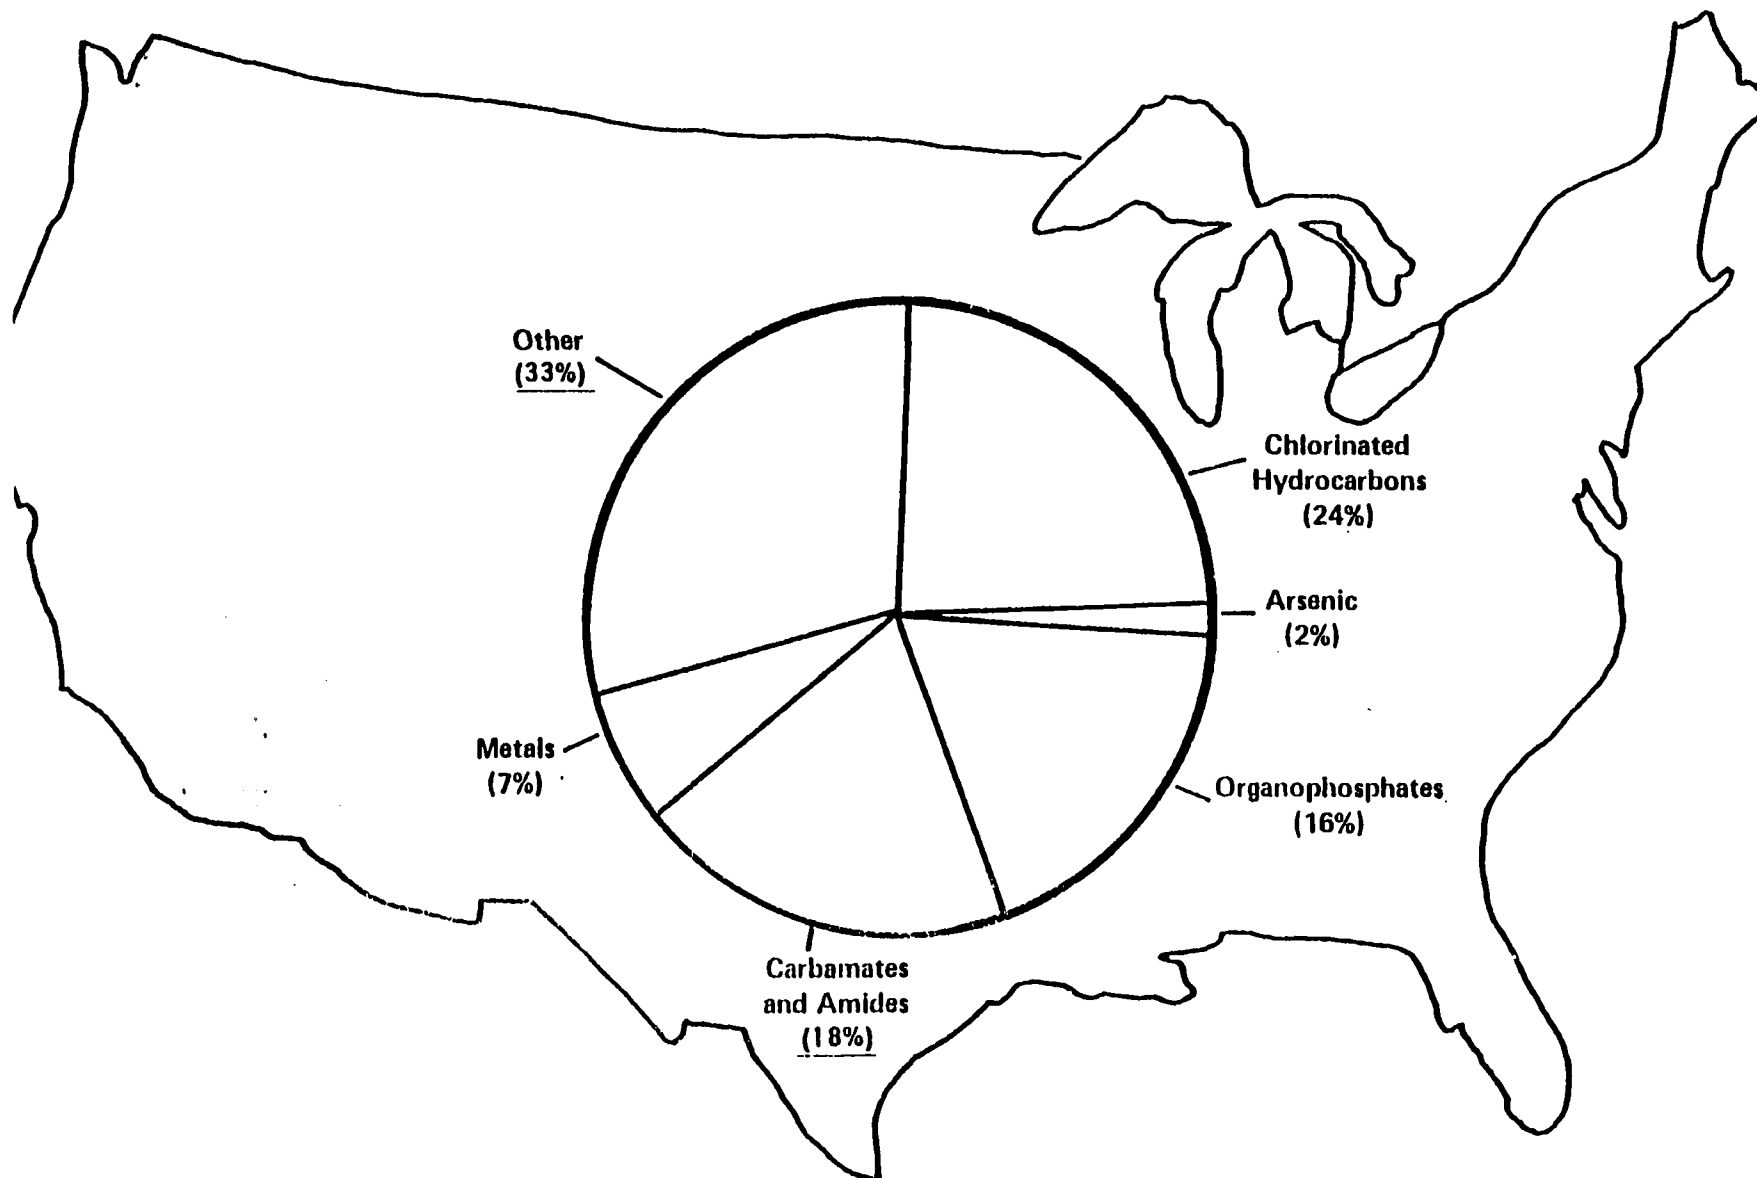 Other
(33%)
Chlorinated
Hydrocarbons
(24%)
Arsenic
(2%)
Organophosphates
(16%)
Carbamates
and Amides
(18%)
Metals
(7%)